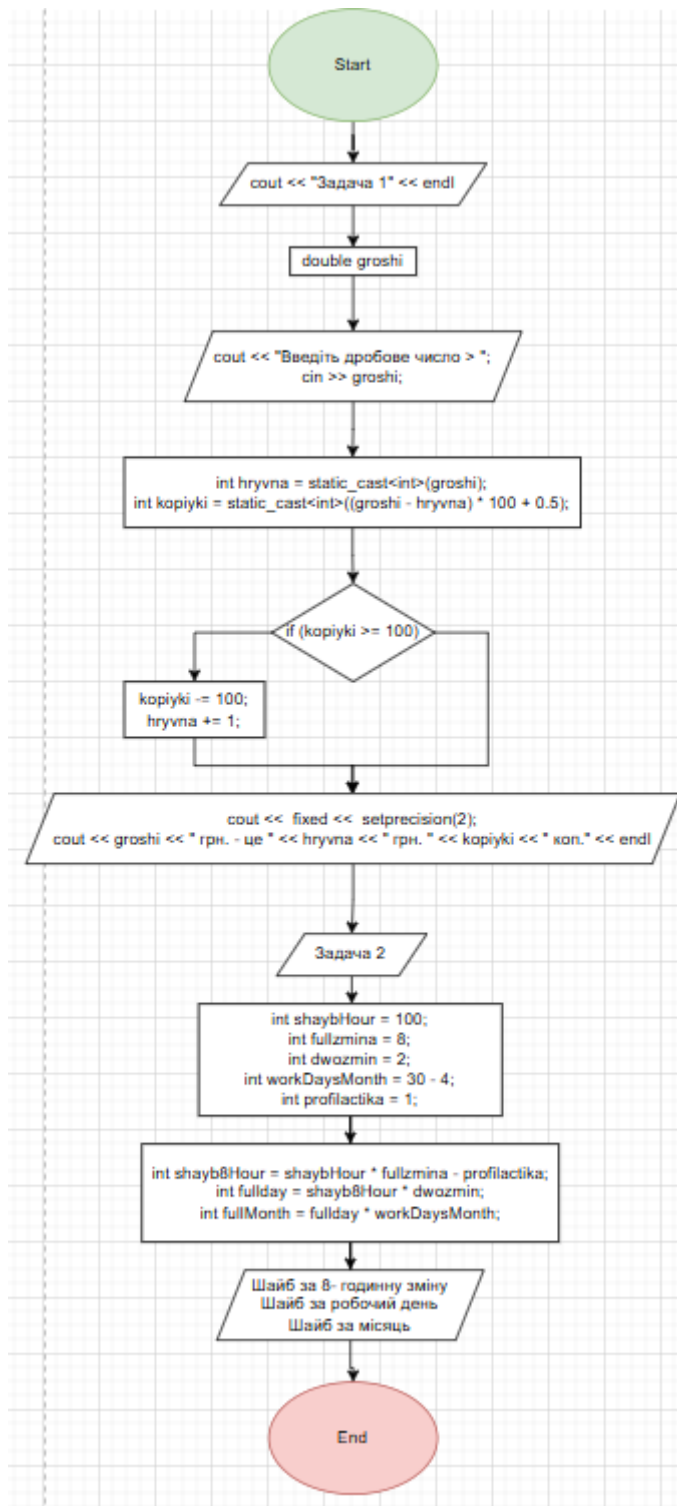 Start
cout << "Задача 1" << endl
double groshi
cout << "Введіть дробове число > ";
cin >> groshi;
int hryvna = static_cast<int>(groshi);
int kopiyki = static_cast<int>((groshi - hryvna) * 100 + 0.5);
if (kopiyki >= 100)
kopiyki -= 100;
hryvna += 1;
cout << fixed << setprecision(2);
cout << groshi << " грн. - це " << hryvna << " грн. " << kopiyki << " коп." << endl
Задача 2
int shaybHour = 100;
int fullzmina = 8;
int dwozmin = 2;
int workDaysMonth = 30 - 4;
int profilactika = 1;
int shayb8Hour = shaybHour * fullzmina - profilactika;
int fullday = shayb8Hour * dwozmin;
int fullMonth = fullday * workDaysMonth;
Шайб за 8- годинну зміну
Шайб за робочий день
Шайб за місяць
End